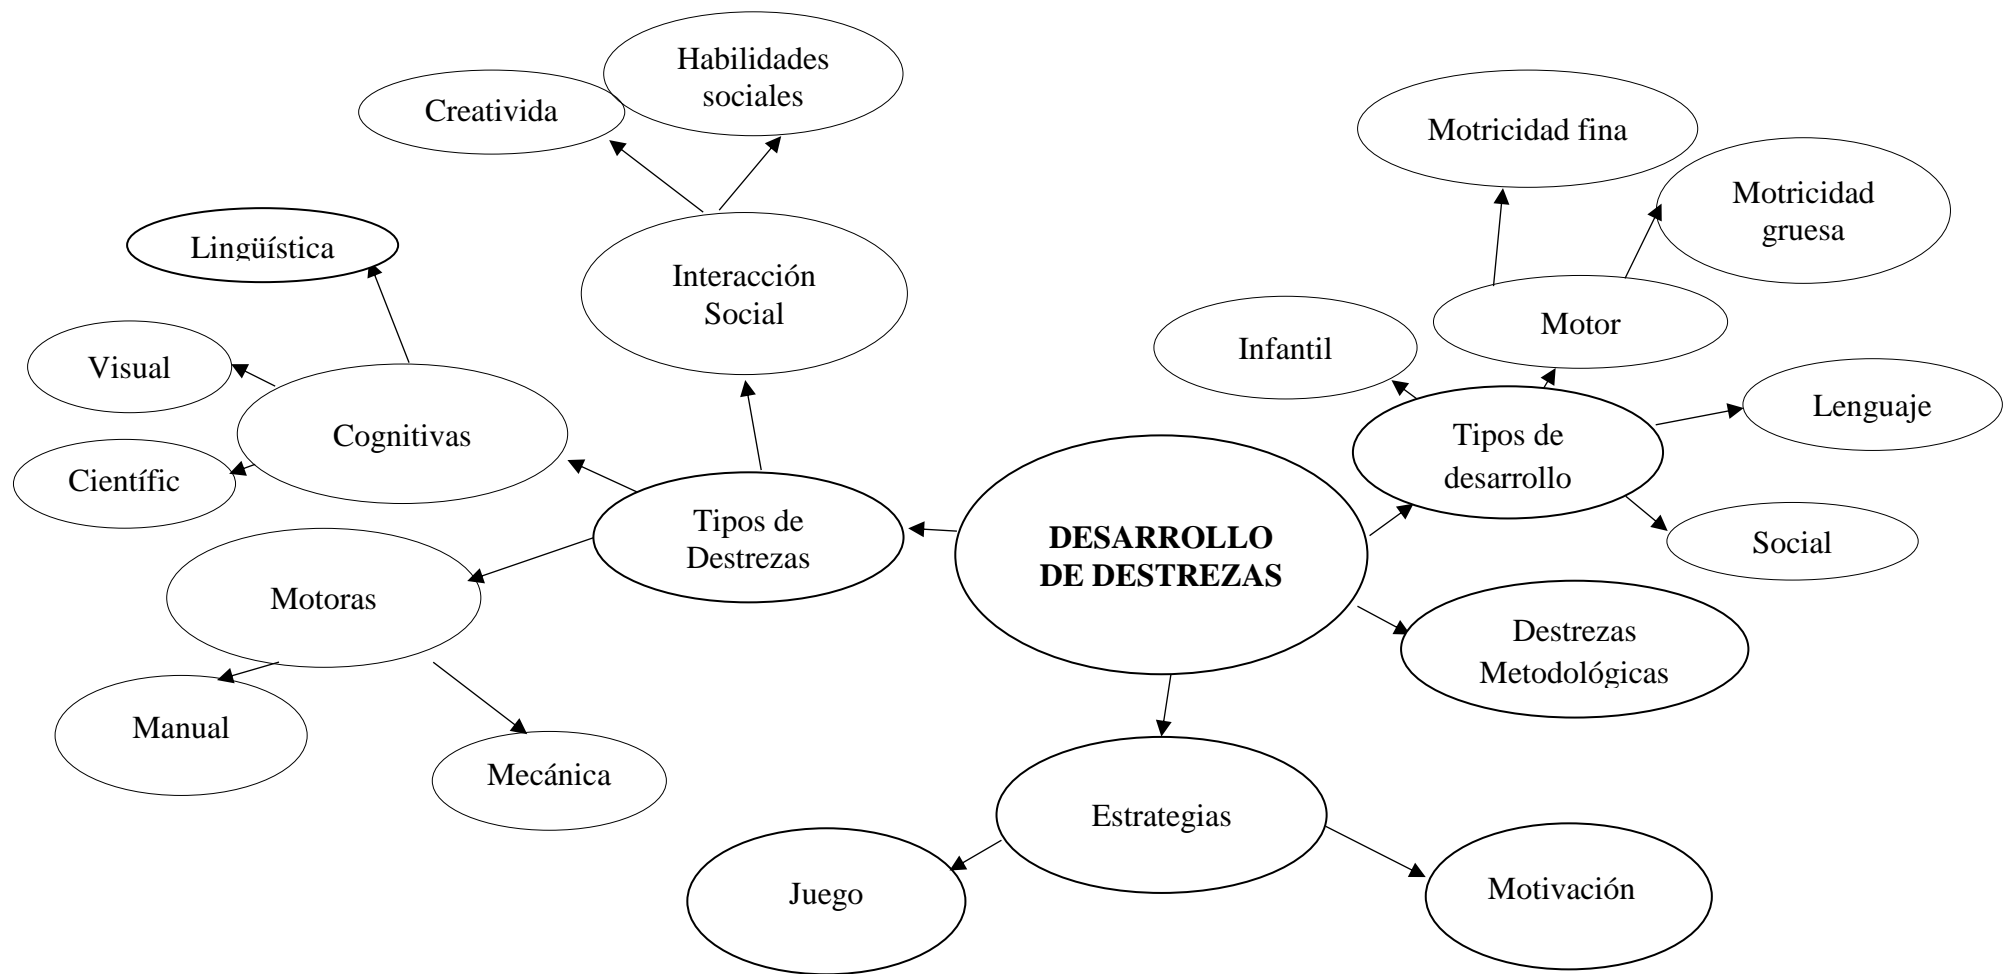 Habilidades
sociales
Creativida
Motricidad fina
Motricidad
gruesa
Lingüística
Interacción
Social
Motor
Infantil
Visual
Lenguaje
Cognitivas
Tipos de
desarrollo
Científic
Tipos de
Destrezas
DESARROLLO
DE DESTREZAS
Social
Motoras
Destrezas
Metodológicas
Manual
Mecánica
Estrategias
Juego
Motivación